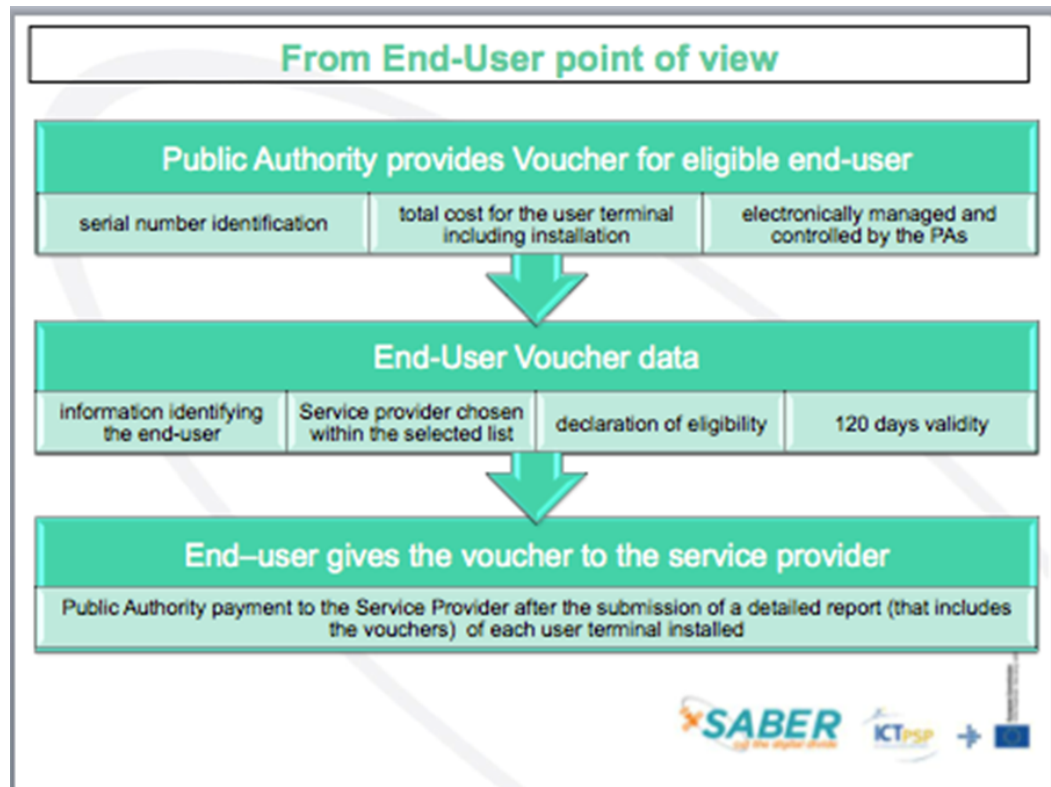 From End-User point of view
Public Authority provides Voucher for eligible end-user
serial number identification
total cost for the user terminal
including installation
electronically managed and
controlled by the PAs
End-User Voucher data
information identifying
the end-user
Service provider chosen
within the selected list
declaration of eligibility
120 days validity
End–user gives the voucher to the service provider
Public Authority payment to the Service Provider after the submission of a detailed report (that includes
the vouchers) of each user terminal installed
SABER
the digital divide
ICT PSP